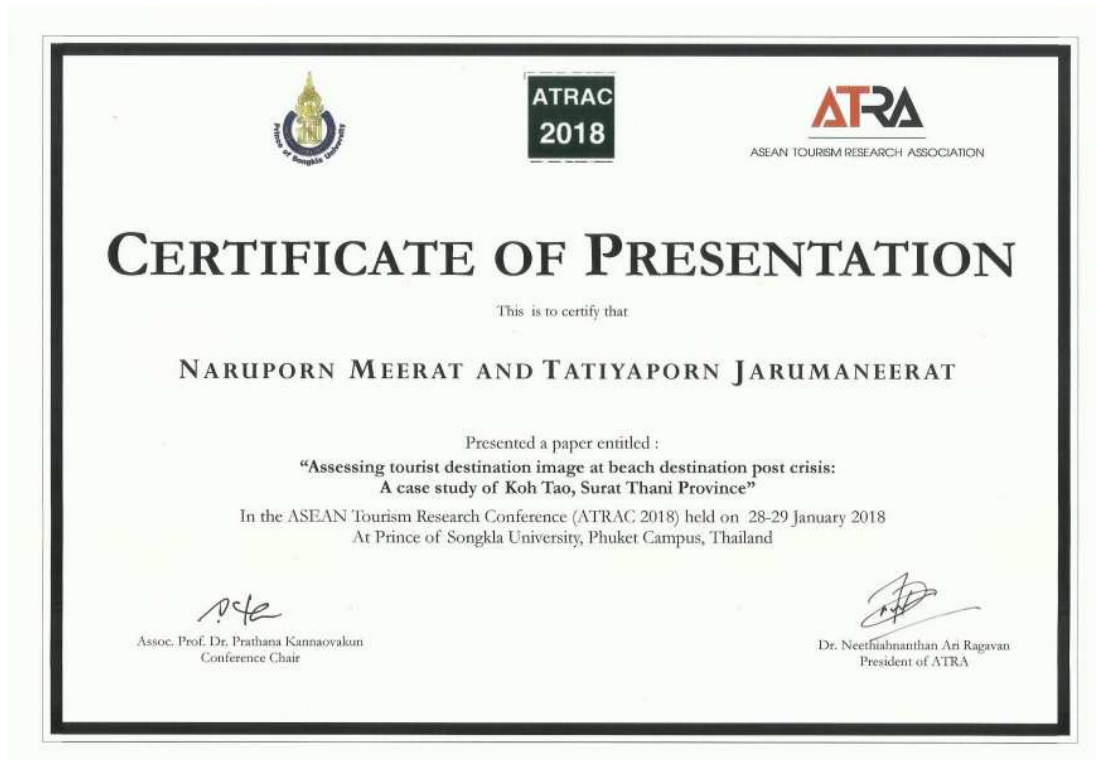 Prince of Songkla University
ATRAC
2018
ATRA
ASEAN TOURISM RESEARCH ASSOCIATION
CERTIFICATE OF PRESENTATION
This is to certify that
NARUPORN MEERAT AND TATIYAPORN JARUMANEERAT
Presented a paper entitled :
“Assessing tourist destination image at beach destination post crisis:
A case study of Koh Tao, Surat Thani Province”
In the ASEAN Tourism Research Conference (ATRAC 2018) held on 28-29 January 2018
At Prince of Songkla University, Phuket Campus, Thailand
Assoc. Prof. Dr. Prathana Kannaovakun
Conference Chair
Dr. Neethiahnanthan Ari Ragavan
President of ATRA